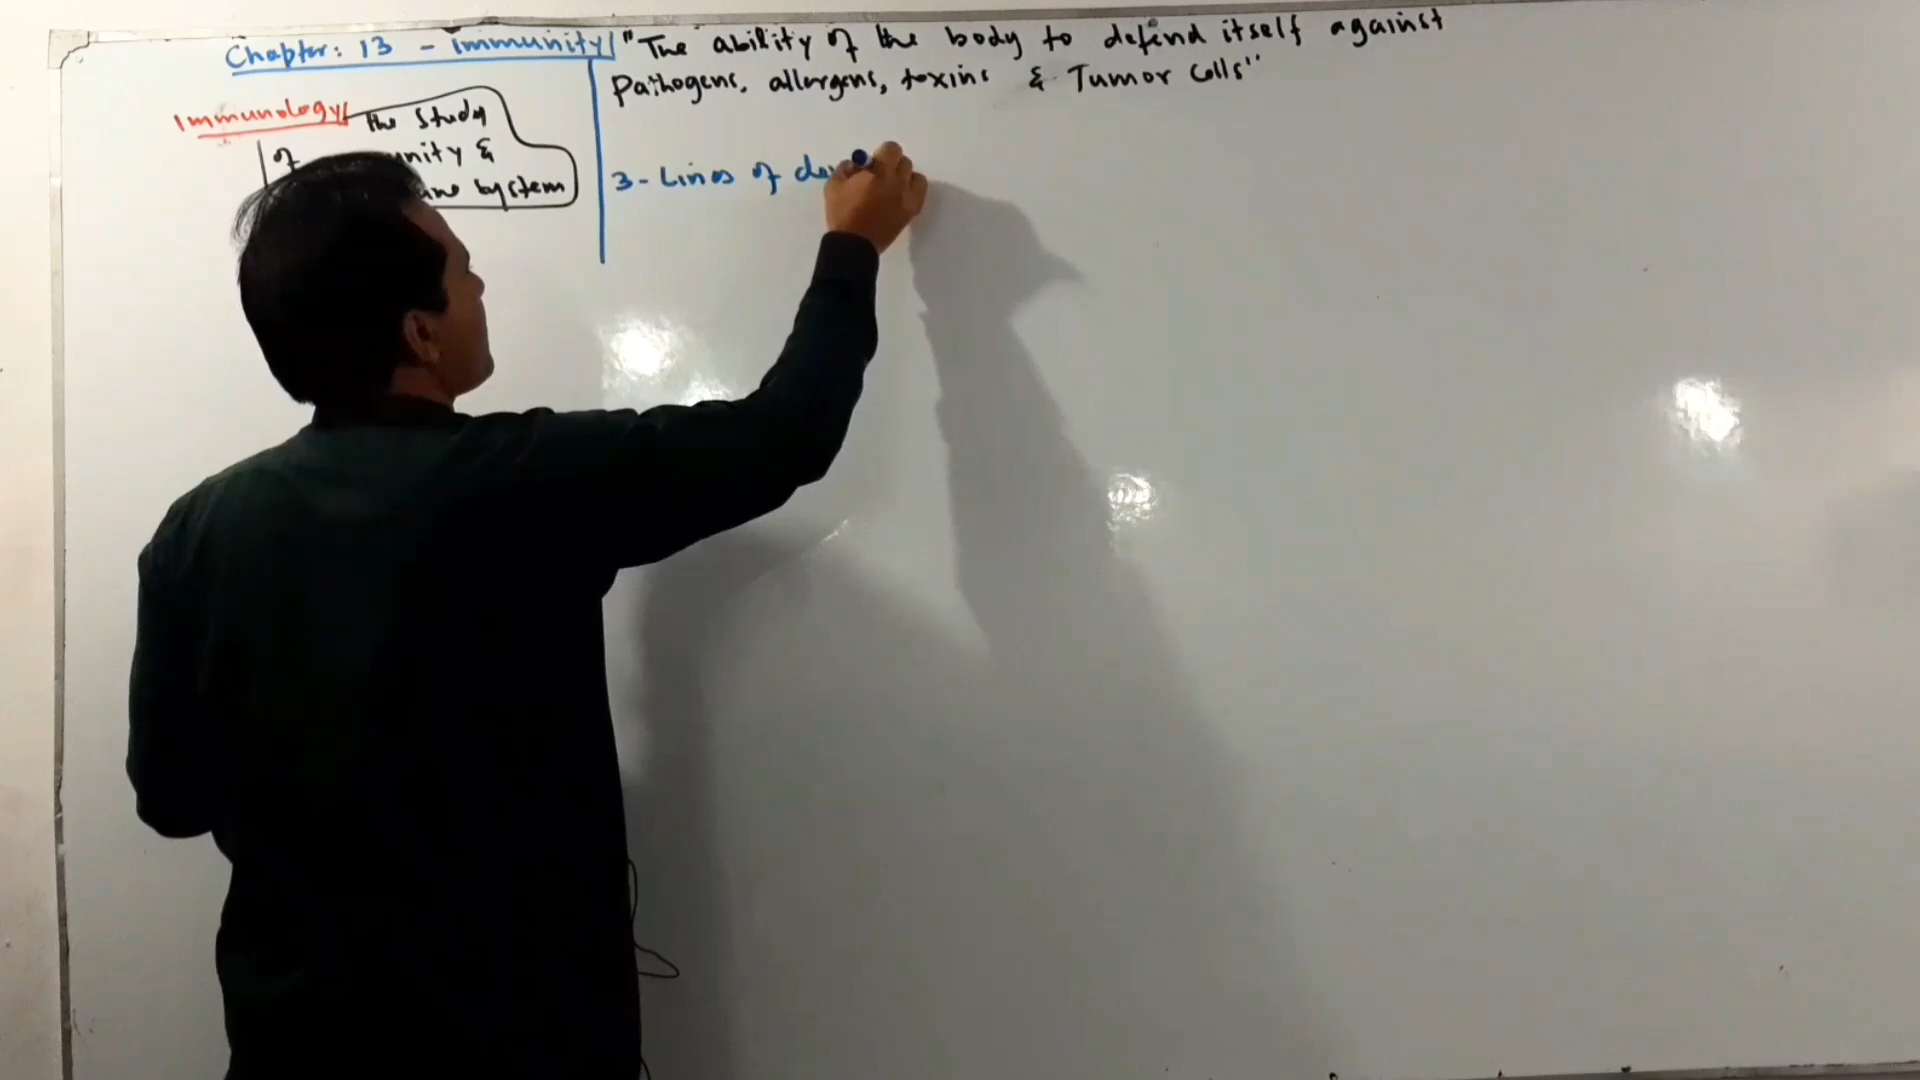 Chapter: 13 - Immunity
"The ability of the body to defend itself against
Pathogens, allergens, toxins & Tumor Cells"
Immunology
the study
of
&
system
3- Lines of